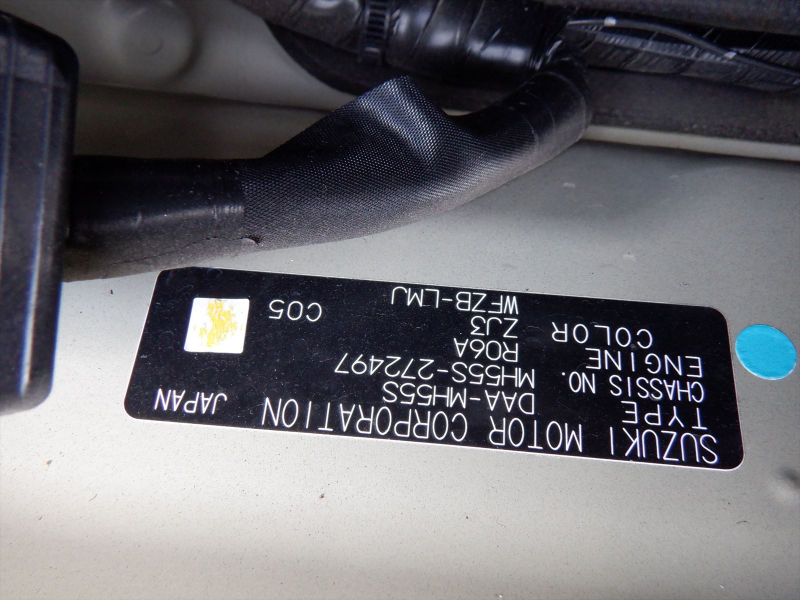 SUZUKI MOTOR CORPORATION JAPAN
TYPE DAA-MH55S
CHASSIS NO. MH55S-272497
ENGINE R06A
COLOR ZJ3 C05
WFZB-LMJ